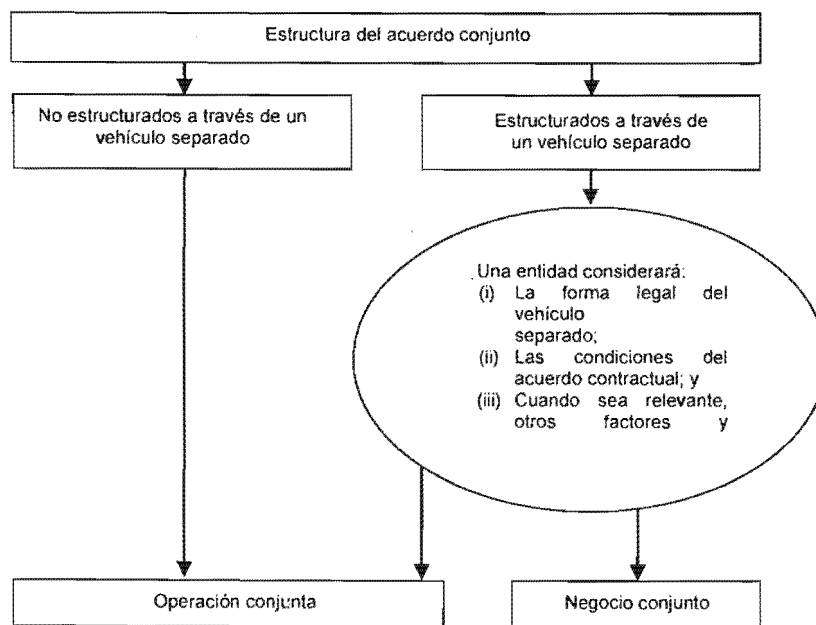 Estructura del acuerdo conjunto
No estructurados a través de un
vehículo separado
Estructurados a través de
un vehículo separado
Una entidad considerará:
(i) La forma legal del
vehículo
separado;
(ii) Las condiciones del
acuerdo contractual; y
(iii) Cuando sea relevante,
otros factores y
Operación conjunta
Negocio conjunto